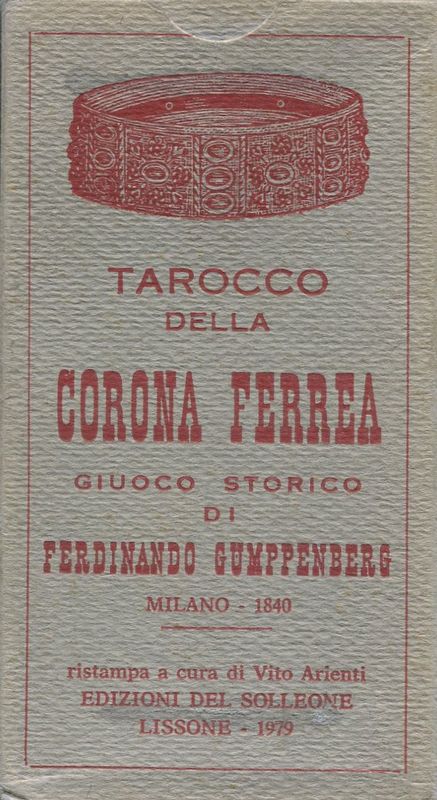 TAROCCO
DELLA
CORONA FERREA
GIUOCO STORICO
DI
FERDINANDO GUMPPENBERG
MILANO - 1840
ristampa a cura di Vito Arienti
EDIZIONI DEL SOLLEONE
LISSONE - 1979